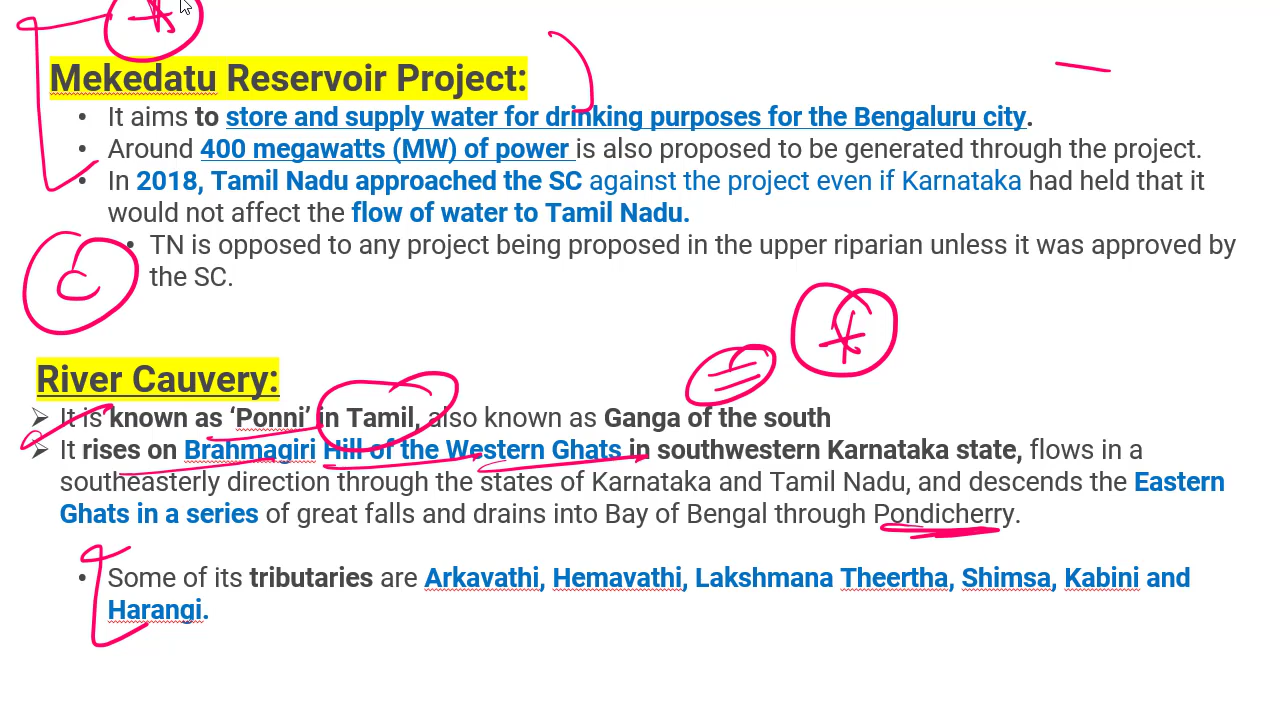 Mekedatu Reservoir Project:
• It aims to store and supply water for drinking purposes for the Bengaluru city.
• Around 400 megawatts (MW) of power is also proposed to be generated through the project.
• In 2018, Tamil Nadu approached the SC against the project even if Karnataka had held that it
would not affect the flow of water to Tamil Nadu.
• TN is opposed to any project being proposed in the upper riparian unless it was approved by
the SC.
River Cauvery:
➢ It is known as ‘Ponni’ in Tamil, also known as Ganga of the south
➢ It rises on Brahmagiri Hill of the Western Ghats in southwestern Karnataka state, flows in a
southeasterly direction through the states of Karnataka and Tamil Nadu, and descends the Eastern
Ghats in a series of great falls and drains into Bay of Bengal through Pondicherry.
• Some of its tributaries are Arkavathi, Hemavathi, Lakshmana Theertha, Shimsa, Kabini and
Harangi.